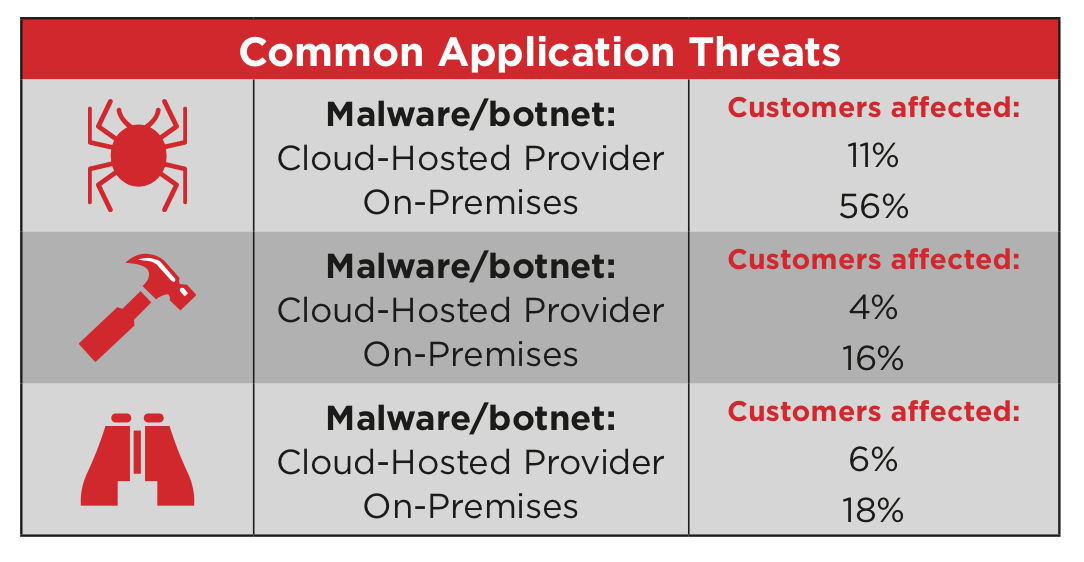 Common Application Threats
Malware/botnet:
Cloud-Hosted Provider
On-Premises
Customers affected:
11%
56%
Malware/botnet:
Cloud-Hosted Provider
On-Premises
Customers affected:
4%
16%
Malware/botnet:
Cloud-Hosted Provider
On-Premises
Customers affected:
6%
18%